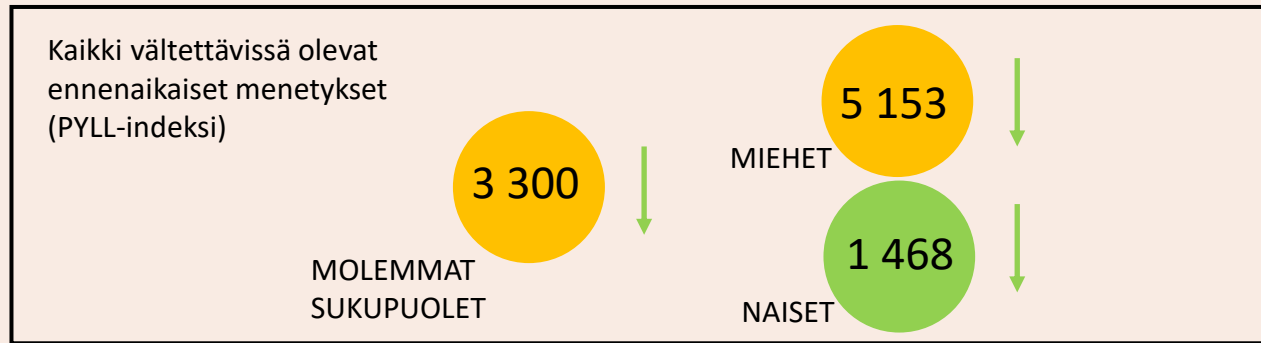 Kaikki vältettävissä olevat
ennenaikaiset menetykset
(PYLL-indeksi)
3 300
MOLEMMAT
SUKUPUOLET
5 153
MIEHET
1 468
NAISET